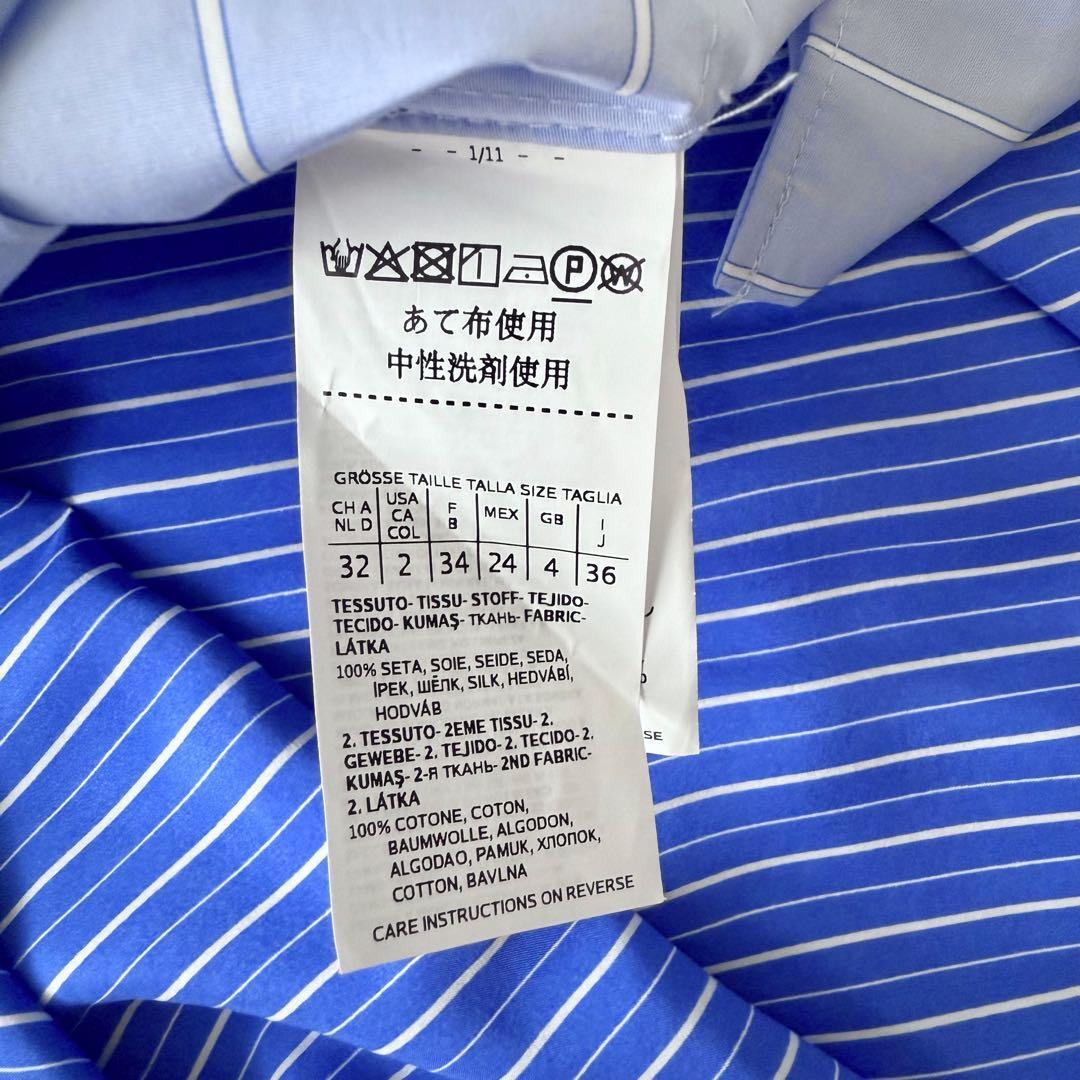 - - 1/11 - -
P W
あて布使用
中性洗剤使用
GRÖSSE TAILLE TALLA SIZE TAGLIA
CH A NL D USA CA COL F B MEX GB I J
32 2 34 24 4 36
TESSUTO- TISSU- STOFF- TEJIDO-
TECIDO- KUMAŞ- ТКАНЬ- FABRIC-
LÁTKA
100% SETA, SOIE, SEIDE, SEDA,
İPEK, ШЁЛК, SILK, HEDVÁBÍ,
HODVÁB
2. TESSUTO- 2EME TISSU- 2.
GEWEBE- 2. TEJIDO- 2. TECIDO- 2.
KUMAŞ- 2-Я ТКАНЬ- 2ND FABRIC-
2. LÁTKA
100% COTONE, COTON,
BAUMWOLLE, ALGODON,
ALGODAO, PAMUK, ХЛОПОК,
COTTON, BAVLNA
CARE INSTRUCTIONS ON REVERSE
SE